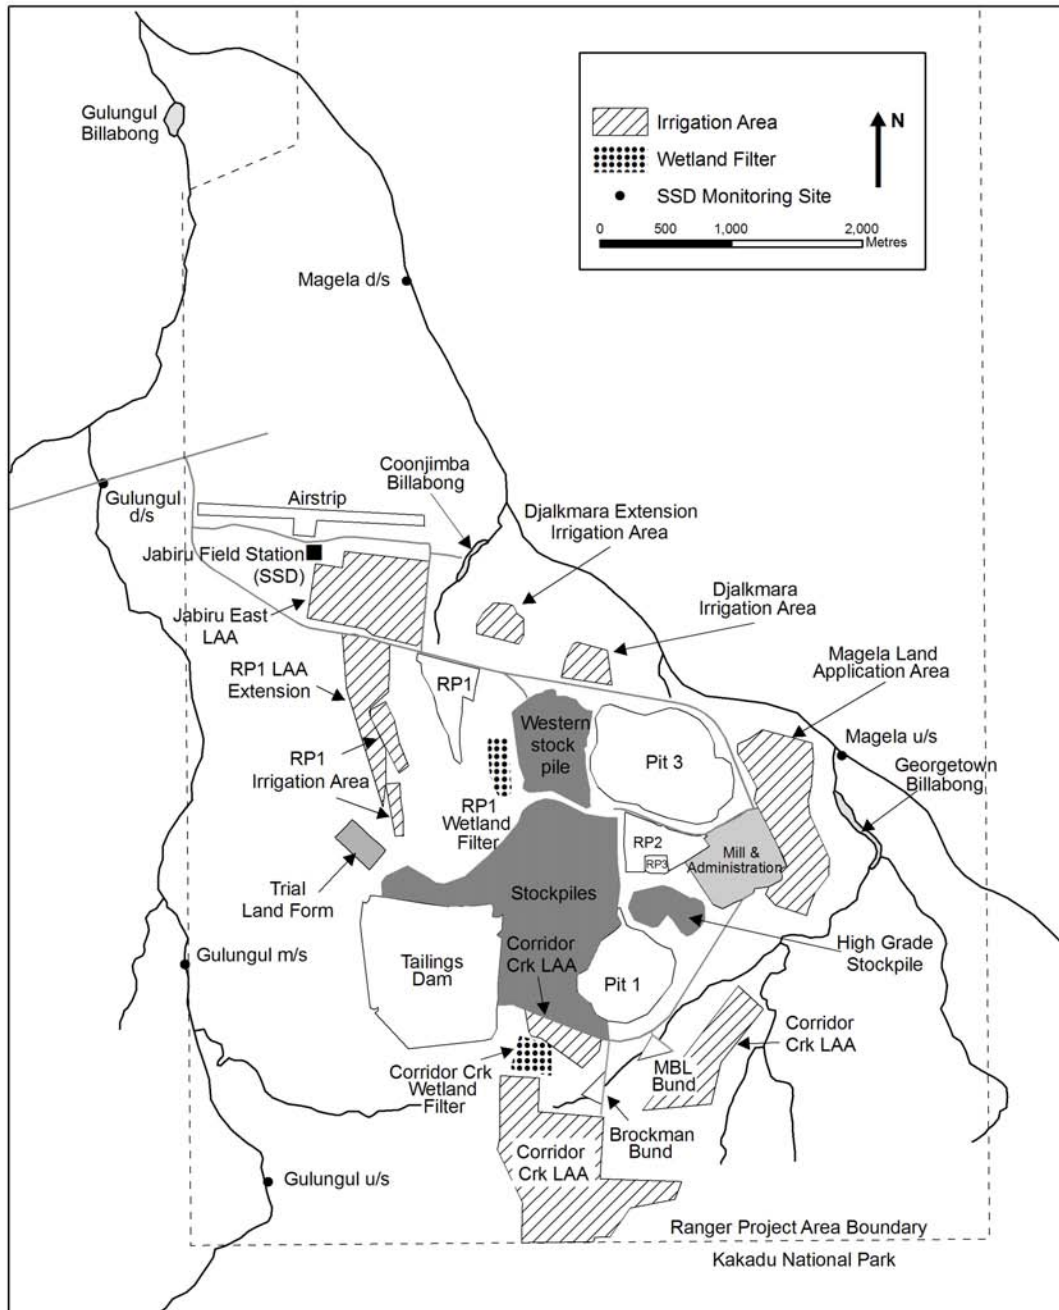 Gulungul
Billabong
Irrigation Area
Wetland Filter
SSD Monitoring Site
N
0 500 1,000 2,000
Metres
Magela d/s
Coonjimba
Billabong
Gulungul
d/s
Airstrip
Djalkmara Extension
Irrigation Area
Jabiru Field Station
(SSD)
Jabiru East
LAA
Djalkmara
Irrigation Area
RP1 LAA
Extension
RP1
Magela Land
Application Area
Western
stock
pile
Pit 3
Magela u/s
RP1
Irrigation Area
Georgetown
Billabong
RP1
Wetland
Filter
RP2
RP3
Mill &
Administration
Trial
Land Form
Stockpiles
High Grade
Stockpile
Gulungul m/s
Tailings
Dam
Corridor
Crk LAA
Pit 1
Corridor
Crk LAA
Corridor Crk
Wetland
Filter
MBL
Bund
Brockman
Bund
Corridor
Crk LAA
Gulungul u/s
Ranger Project Area Boundary
Kakadu National Park